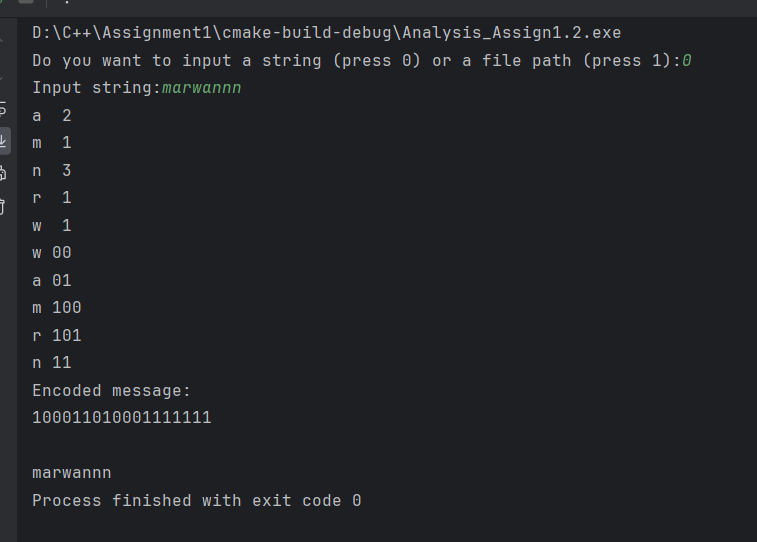 D:\C++\Assignment1\cmake-build-debug\Analysis_Assign1.2.exe
Do you want to input a string (press 0) or a file path (press 1):0
Input string:marwannn
a  2
m  1
n  3
r  1
w  1
w 00
a 01
m 100
r 101
n 11
Encoded message:
100011010001111111

marwannn
Process finished with exit code 0